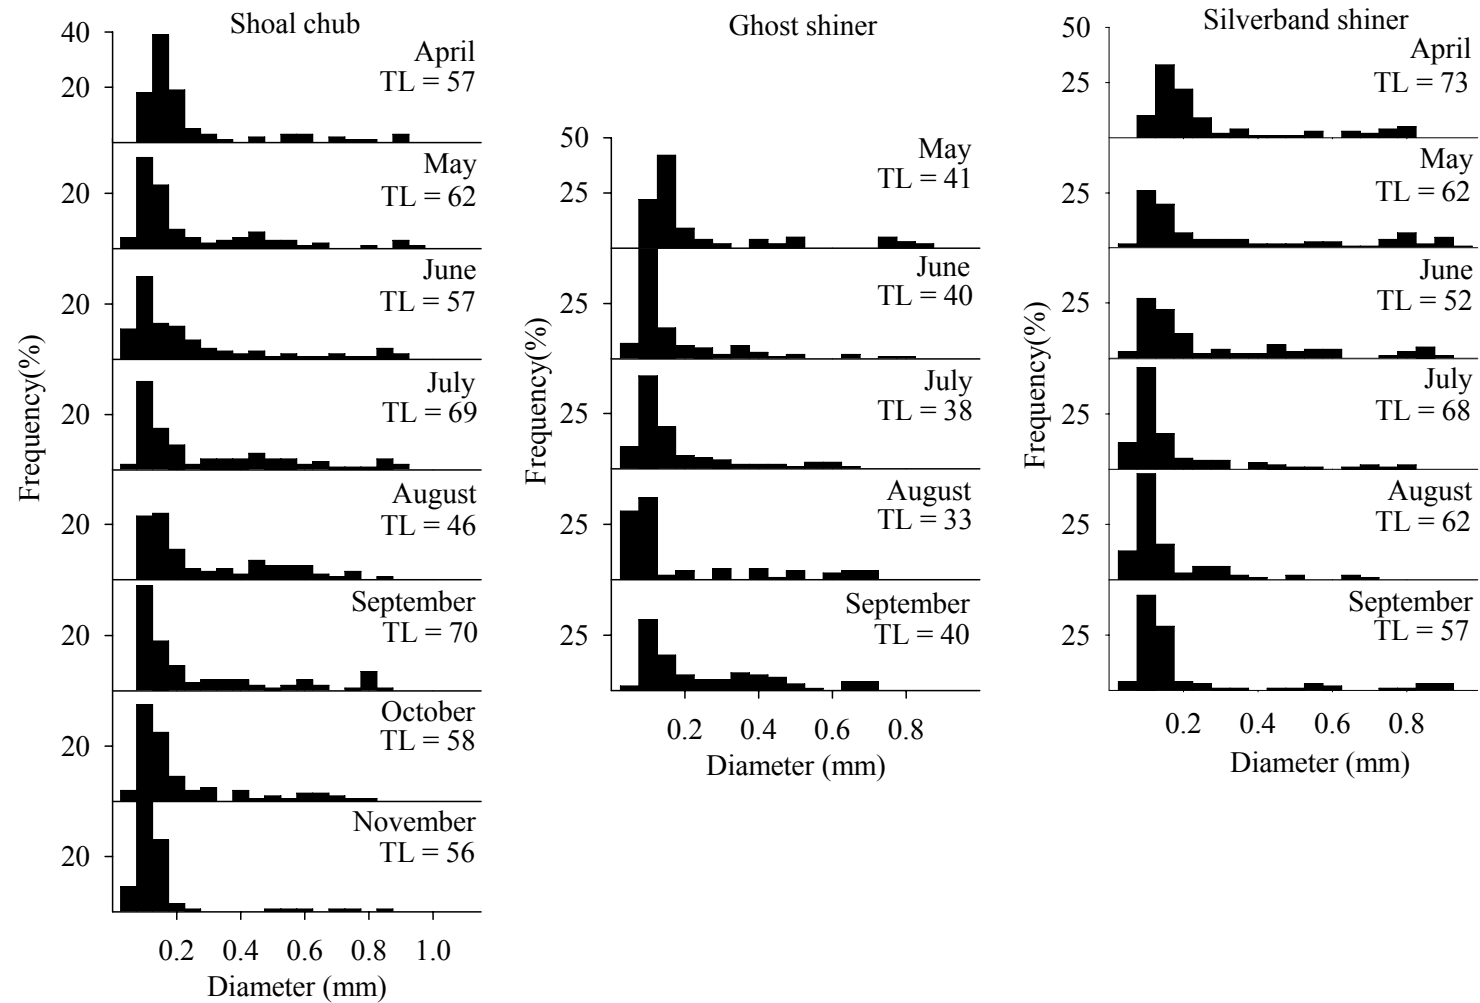 Shoal chub
Frequency(%)
40
20
April
TL = 57
20
May
TL = 62
20
June
TL = 57
20
July
TL = 69
20
August
TL = 46
20
September
TL = 70
20
October
TL = 58
20
November
TL = 56
0.2 0.4 0.6 0.8 1.0
Diameter (mm)
Ghost shiner
Frequency(%)
50
25
May
TL = 41
25
June
TL = 40
25
July
TL = 38
25
August
TL = 33
25
September
TL = 40
0.2 0.4 0.6 0.8
Diameter (mm)
Silverband shiner
Frequency(%)
50
25
April
TL = 73
25
May
TL = 62
25
June
TL = 52
25
July
TL = 68
25
August
TL = 62
25
September
TL = 57
0.2 0.4 0.6 0.8
Diameter (mm)